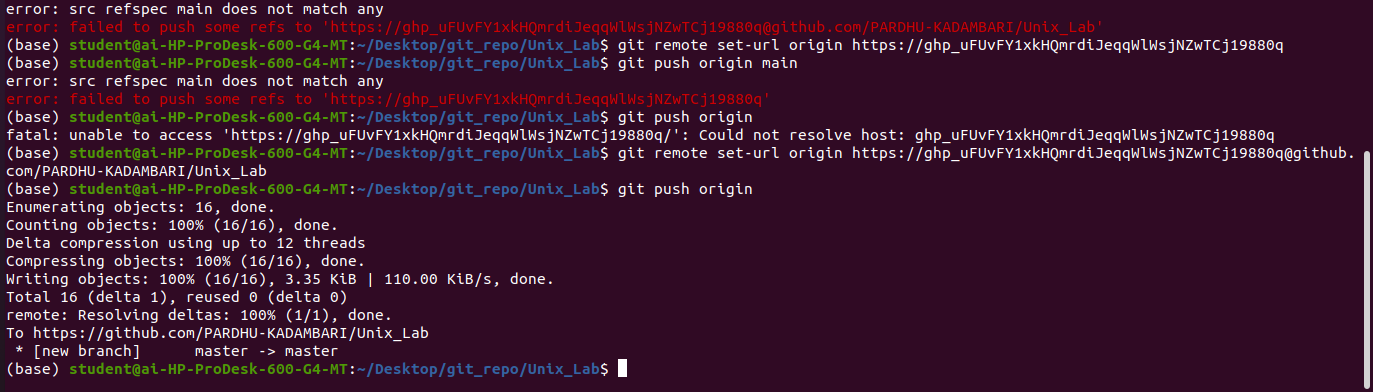 error: src refspec main does not match any
error: failed to push some refs to 'https://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@github.com/PARDHU-KADAMBARI/Unix_Lab'
(base) student@ai-HP-ProDesk-600-G4-MT:~/Desktop/git_repo/Unix_Lab$ git remote set-url origin https://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
(base) student@ai-HP-ProDesk-600-G4-MT:~/Desktop/git_repo/Unix_Lab$ git push origin main
error: src refspec main does not match any
error: failed to push some refs to 'https://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'
(base) student@ai-HP-ProDesk-600-G4-MT:~/Desktop/git_repo/Unix_Lab$ git push origin
fatal: unable to access 'https://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/': Could not resolve host: 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
(base) student@ai-HP-ProDesk-600-G4-MT:~/Desktop/git_repo/Unix_Lab$ git remote set-url origin https://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@github.
com/PARDHU-KADAMBARI/Unix_Lab
(base) student@ai-HP-ProDesk-600-G4-MT:~/Desktop/git_repo/Unix_Lab$ git push origin
Enumerating objects: 16, done.
Counting objects: 100% (16/16), done.
Delta compression using up to 12 threads
Compressing objects: 100% (16/16), done.
Writing objects: 100% (16/16), 3.35 KiB | 110.00 KiB/s, done.
Total 16 (delta 1), reused 0 (delta 0)
remote: Resolving deltas: 100% (1/1), done.
To https://github.com/PARDHU-KADAMBARI/Unix_Lab
 * [new branch]      master -> master
(base) student@ai-HP-ProDesk-600-G4-MT:~/Desktop/git_repo/Unix_Lab$